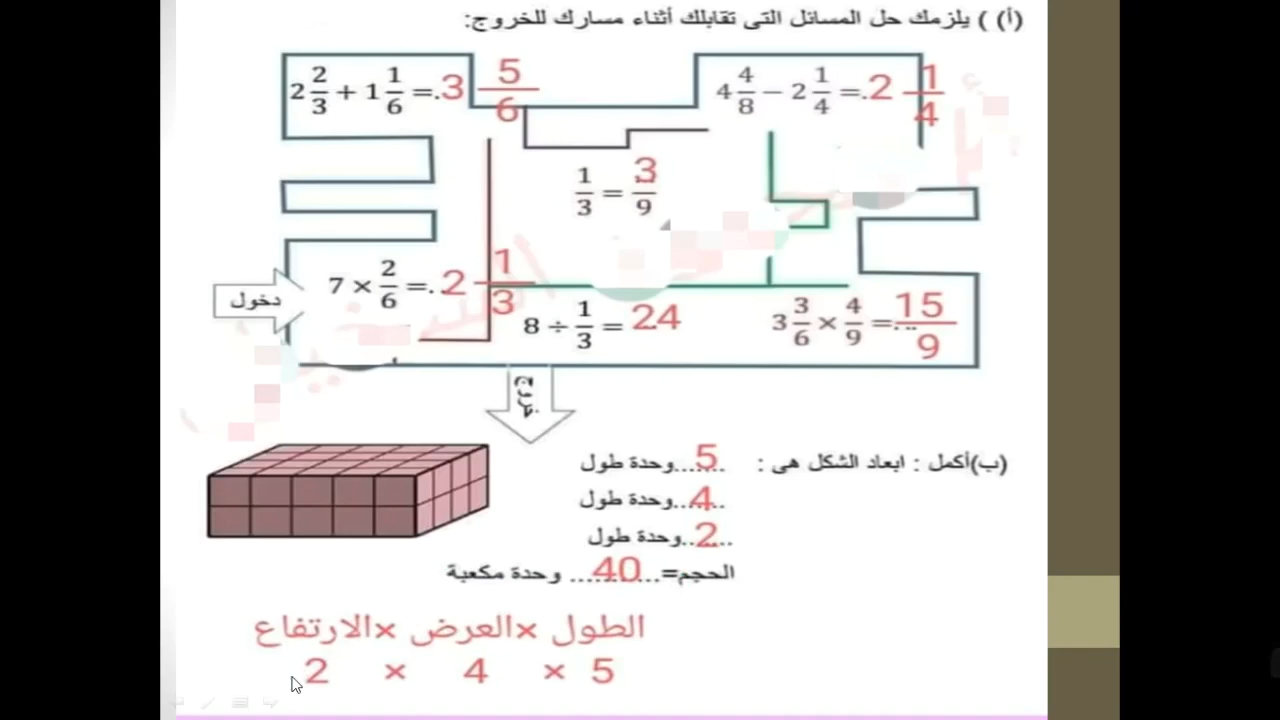 (أ) ) يلزمك حل المسائل التى تقابلك أثناء مسارك للخروج:
2 2/3 + 1 1/6 =. 3 5/6
4 4/8 − 2 1/4 =. 2 1/4
1/3 = 3/9
دخول
7 × 2/6 =.. 2 1/3
8 ÷ 1/3 = 24
3 3/6 × 4/9 =... 15/9
خروج
(ب)أكمل : ابعاد الشكل هى : 5.......وحدة طول
4......وحدة طول
2......وحدة طول
الحجم=......40...... وحدة مكعبة
الطول ×العرض ×الارتفاع
5 × 4 × 2